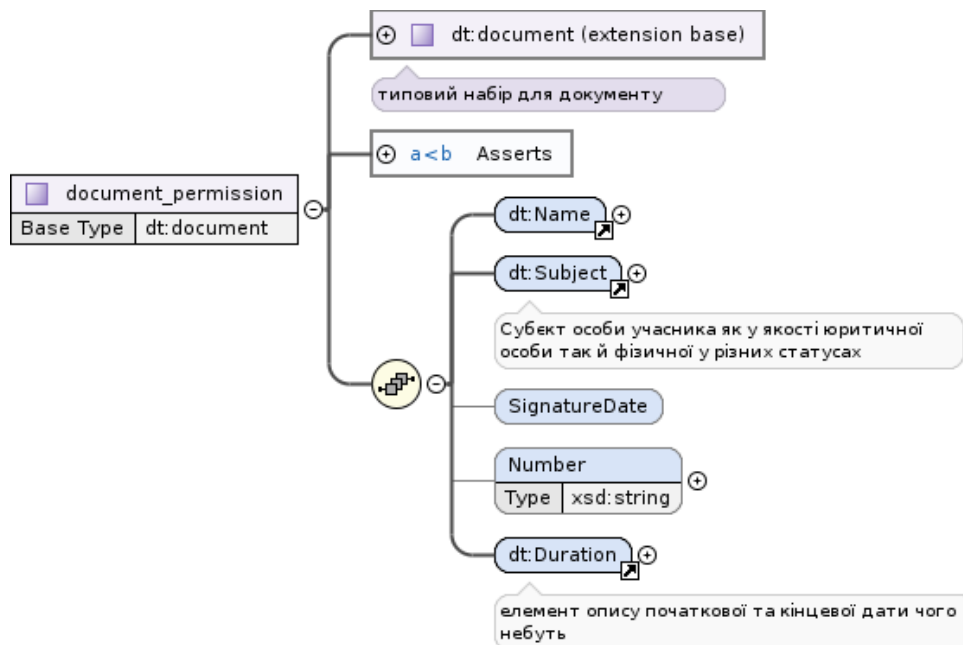 dt:document (extension base)
типовий набір для документу
a<b Asserts
document_permission
Base Type dt:document
dt:Name
dt:Subject
Субєкт особи учасника як у якості юритичної
особи так й фізичної у різних статусах
SignatureDate
Number
Type xsd:string
dt:Duration
елемент опису початкової та кінцевої дати чого
небуть